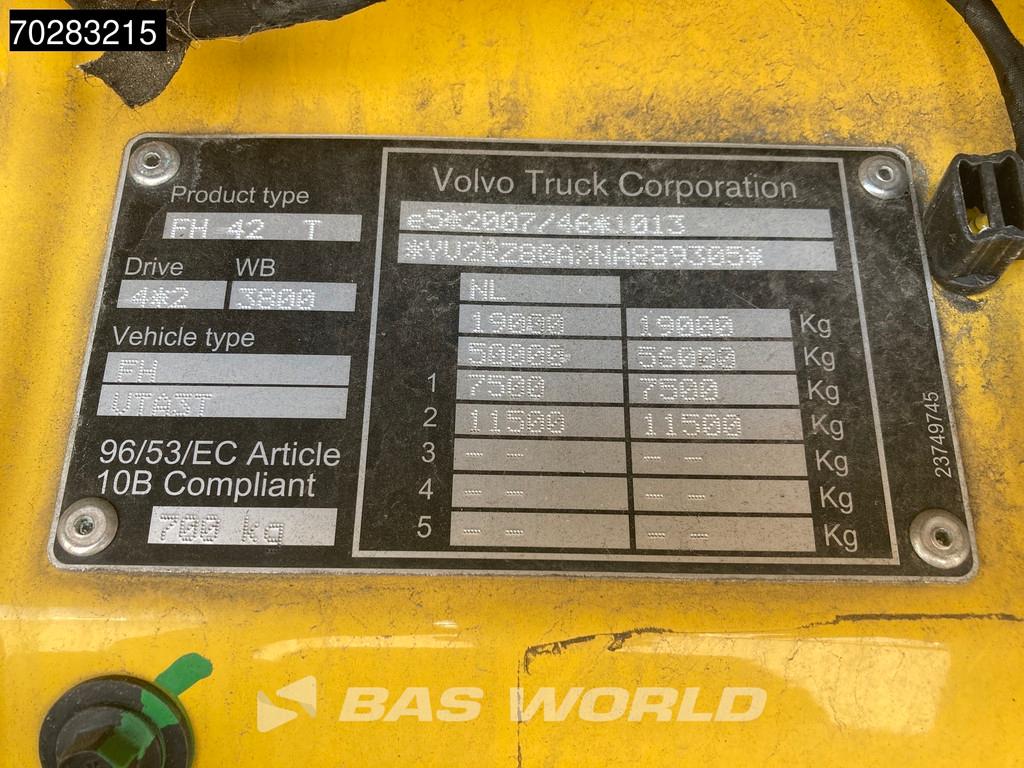 70283215
Product type
FH 42 T
Drive WB
4*2 3800
Vehicle type
FH
VTA3T
96/53/EC Article
10B Compliant
700 kg
Volvo Truck Corporation
e5*2007/46*1013
*YV2RZ80AXNA889305*
NL
19000 19000 Kg
50000 56000 Kg
1 7500 7500 Kg
2 11500 11500 Kg
3 -- -- Kg
4 -- -- Kg
5 -- -- Kg
23749745
BAS WORLD